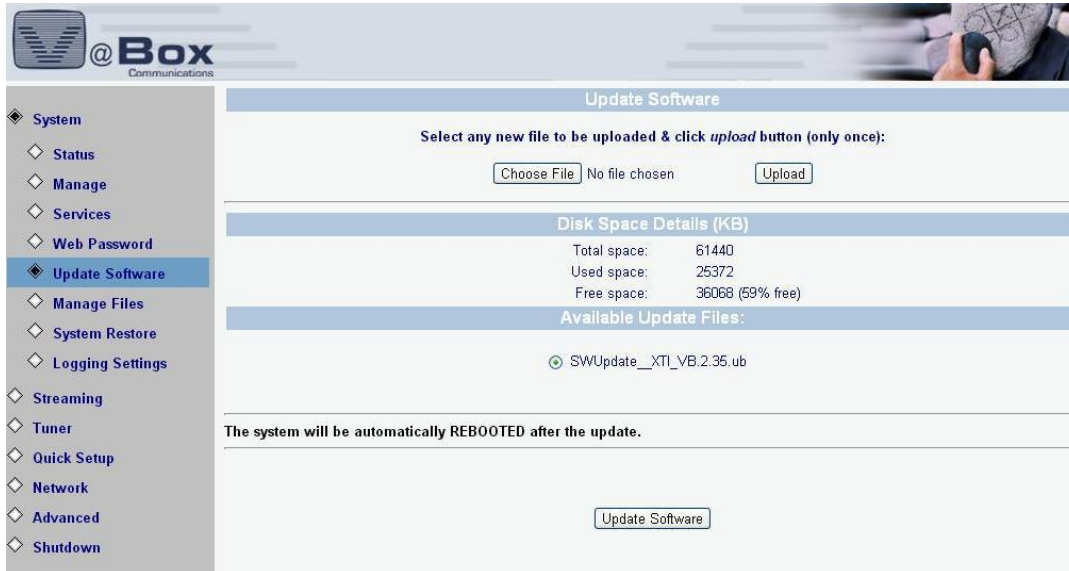 V@Box
Communications
System
Status
Manage
Services
Web Password
Update Software
Manage Files
System Restore
Logging Settings
Streaming
Tuner
Quick Setup
Network
Advanced
Shutdown
Update Software
Select any new file to be uploaded & click upload button (only once):
Choose File No file chosen Upload
Disk Space Details (KB)
Total space: 61440
Used space: 25372
Free space: 36068 (59% free)
Available Update Files:
SWUpdate__XTI_VB.2.35.ub
The system will be automatically REBOOTED after the update.
Update Software